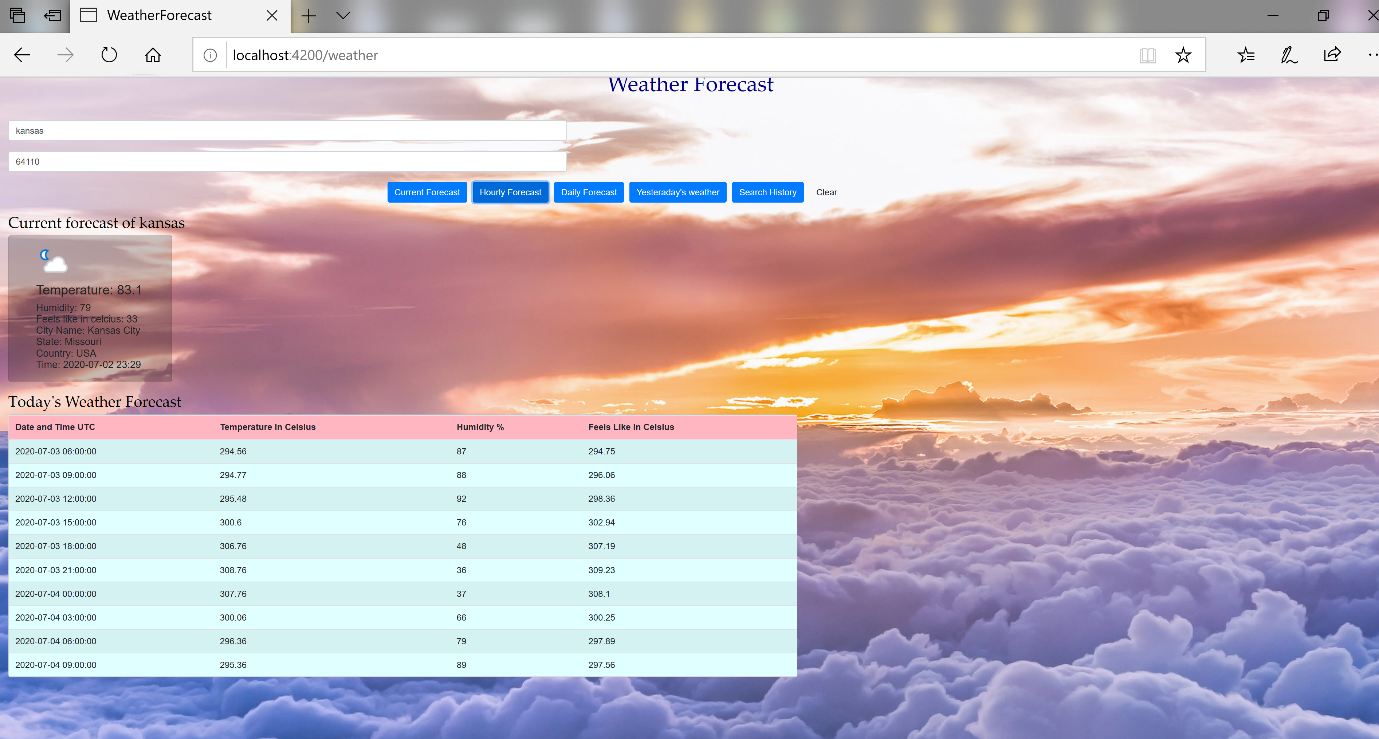 WeatherForecast
localhost:4200/weather
Weather Forecast
kansas
64110
Current Forecast Hourly Forecast Daily Forecast Yesteraday's weather Search History Clear
Current forecast of kansas
Temperature: 83.1
Humidity: 79
Feels like in celcius: 33
City Name: Kansas City
State: Missouri
Country: USA
Time: 2020-07-02 23:29
Today's Weather Forecast
Date and Time UTC Temperature In Celsius Humidity % Feels Like In Celsius
2020-07-03 06:00:00 294.56 87 294.75
2020-07-03 09:00:00 294.77 88 296.06
2020-07-03 12:00:00 295.48 92 298.36
2020-07-03 15:00:00 300.6 76 302.94
2020-07-03 18:00:00 306.76 48 307.19
2020-07-03 21:00:00 308.76 36 309.23
2020-07-04 00:00:00 307.76 37 308.1
2020-07-04 03:00:00 300.06 66 300.25
2020-07-04 06:00:00 296.36 79 297.89
2020-07-04 09:00:00 295.36 89 297.56